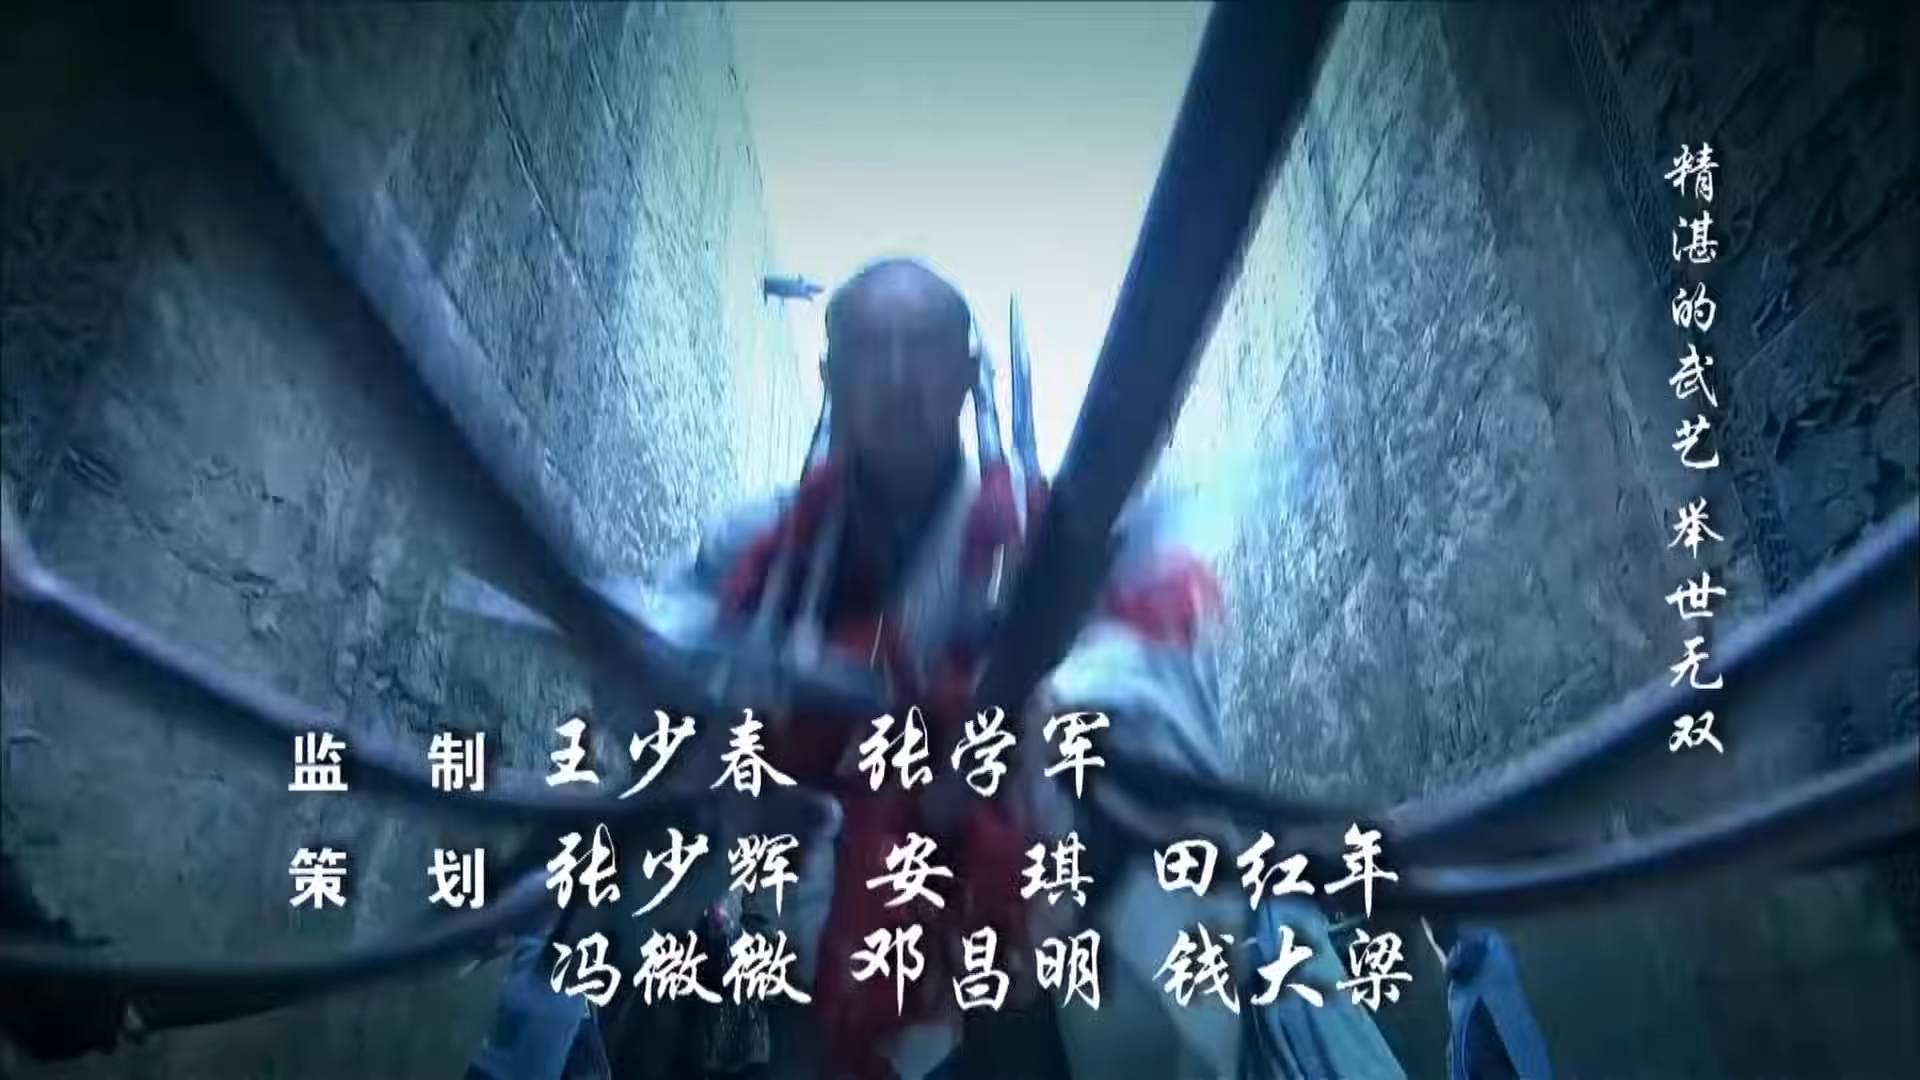 精湛的武艺 举世无双
监 制 王少春 张学军
策 划 张少辉 安 琪 田红年
冯微微 邓昌明 钱大梁